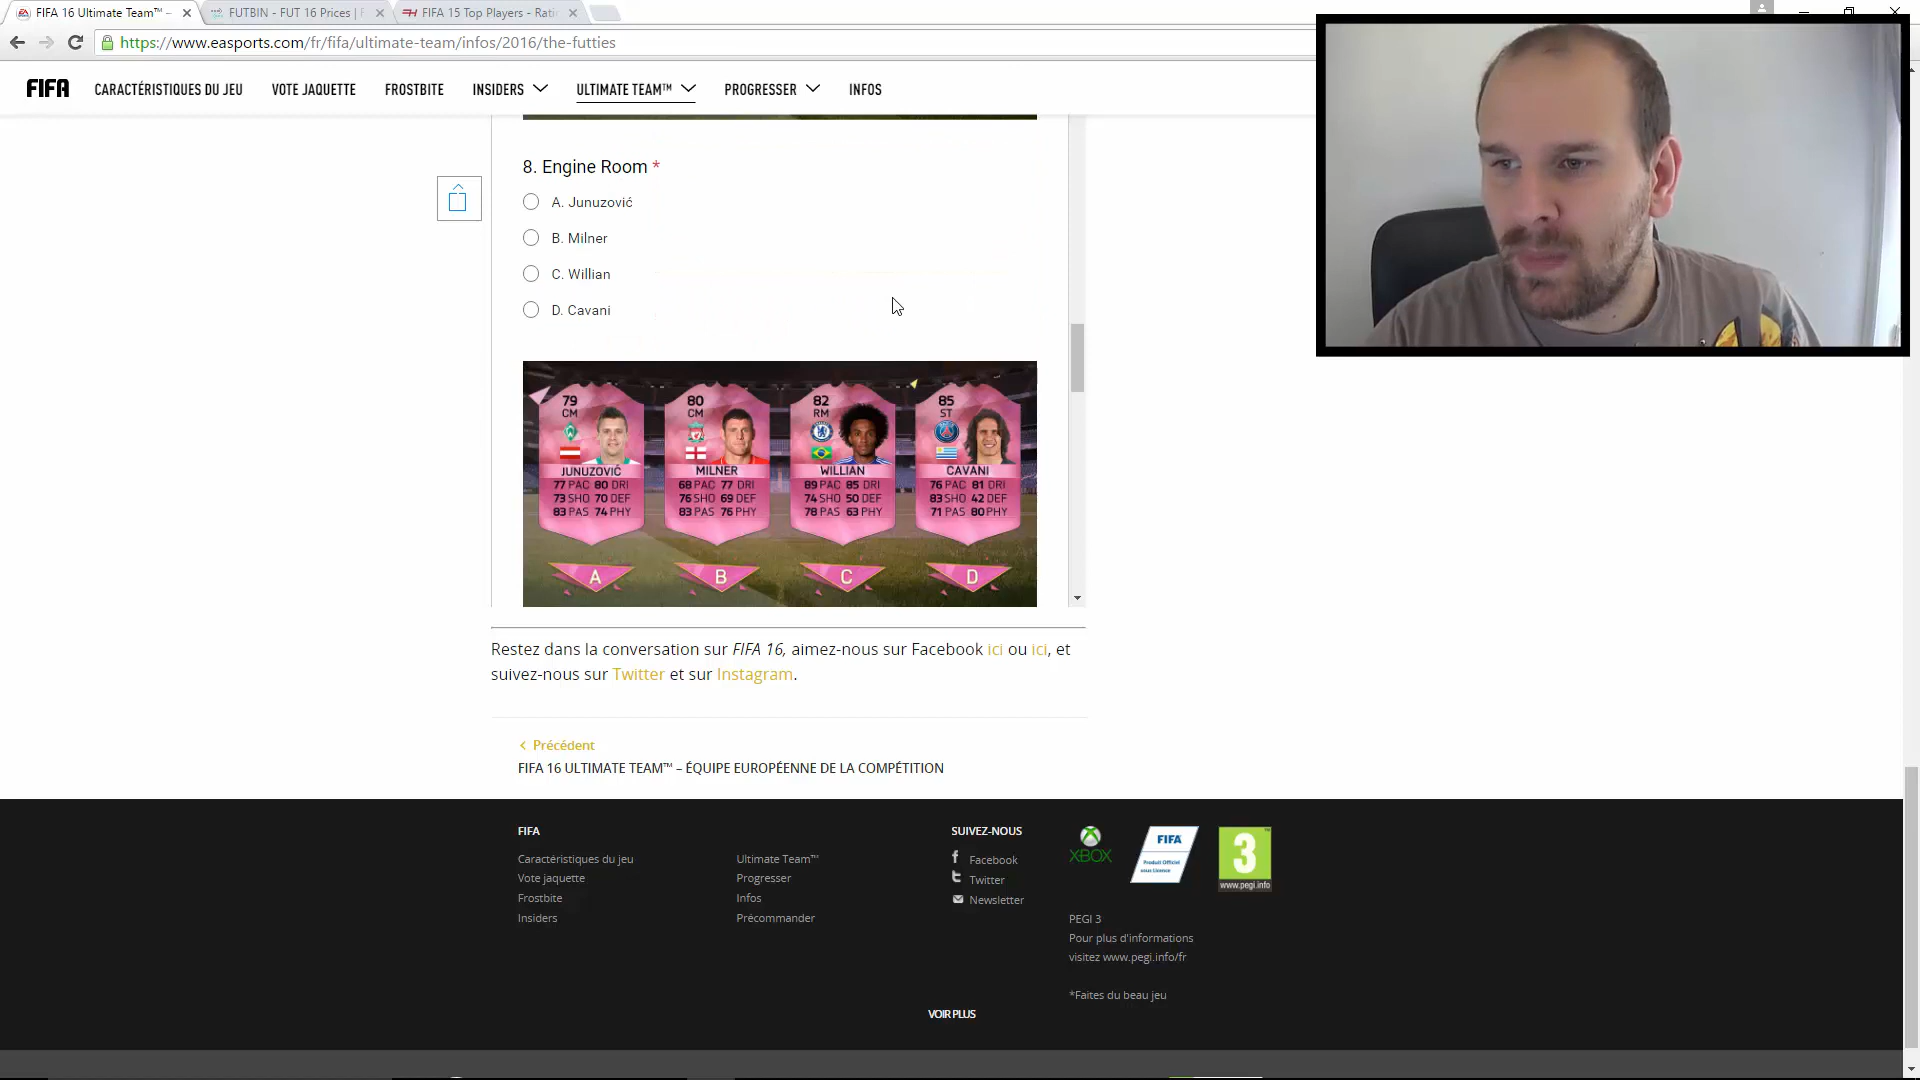 FIFA 16 Ultimate Team™ -
FUTBIN - FUT 16 Prices | F
FIFA 15 Top Players - Rati
https://www.easports.com/fr/fifa/ultimate-team/infos/2016/the-futties
FIFA
CARACTÉRISTIQUES DU JEU
VOTE JAQUETTE
FROSTBITE
INSIDERS
ULTIMATE TEAM™
PROGRESSER
INFOS
8. Engine Room *
A. Junuzović
B. Milner
C. Willian
D. Cavani
79
CM
JUNUZOVIĆ
77 PAC 80 DRI
73 SHO 70 DEF
83 PAS 74 PHY
A
80
CM
MILNER
68 PAC 77 DRI
76 SHO 69 DEF
83 PAS 76 PHY
B
82
RM
WILLIAN
89 PAC 85 DRI
74 SHO 50 DEF
78 PAS 63 PHY
C
85
ST
CAVANI
76 PAC 81 DRI
83 SHO 42 DEF
71 PAS 80 PHY
D
Restez dans la conversation sur FIFA 16, aimez-nous sur Facebook ici ou ici, et
suivez-nous sur Twitter et sur Instagram.
Précédent
FIFA 16 ULTIMATE TEAM™ – ÉQUIPE EUROPÉENNE DE LA COMPÉTITION
FIFA
Caractéristiques du jeu
Vote jaquette
Frostbite
Insiders
Ultimate Team™
Progresser
Infos
Précommander
SUIVEZ-NOUS
Facebook
Twitter
Newsletter
XBOX
FIFA
Produit Officiel
sous Licence
3
www.pegi.info
PEGI 3
Pour plus d'informations
visitez www.pegi.info/fr
*Faites du beau jeu
VOIR PLUS